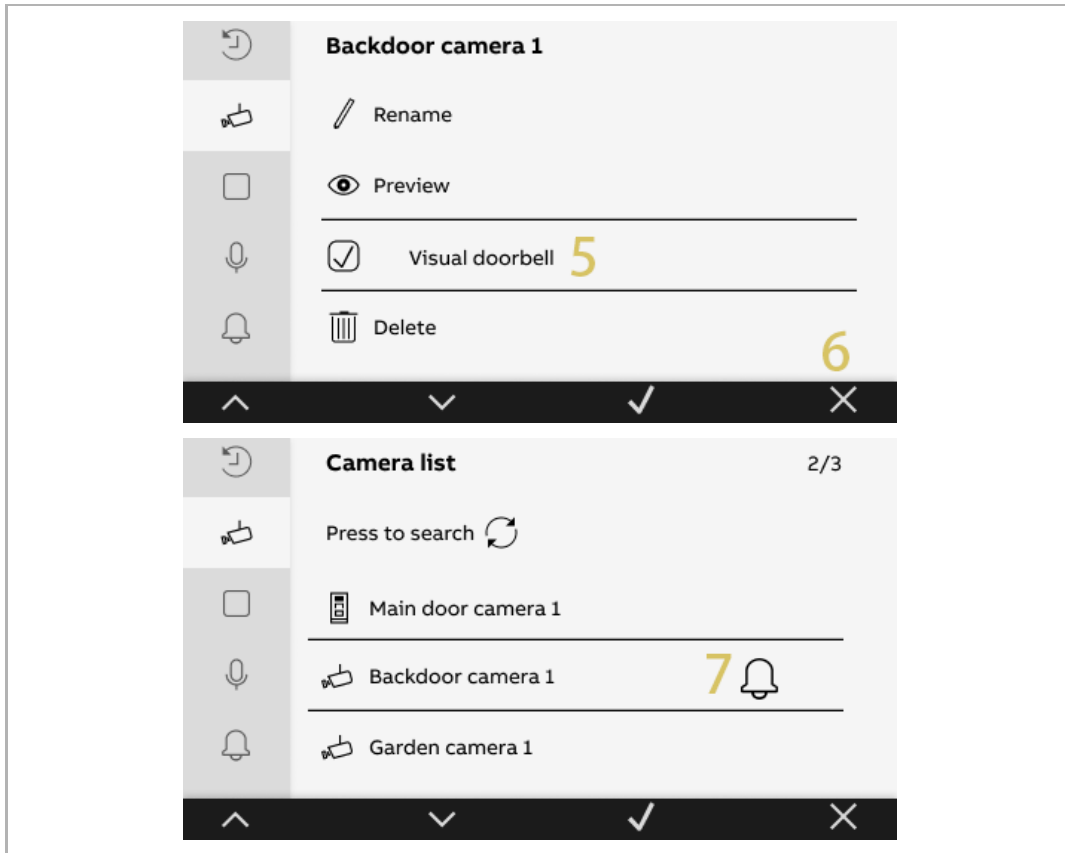 Backdoor camera 1
Rename
Preview
Visual doorbell 5
Delete
6
Camera list 2/3
Press to search
Main door camera 1
Backdoor camera 1 7
Garden camera 1